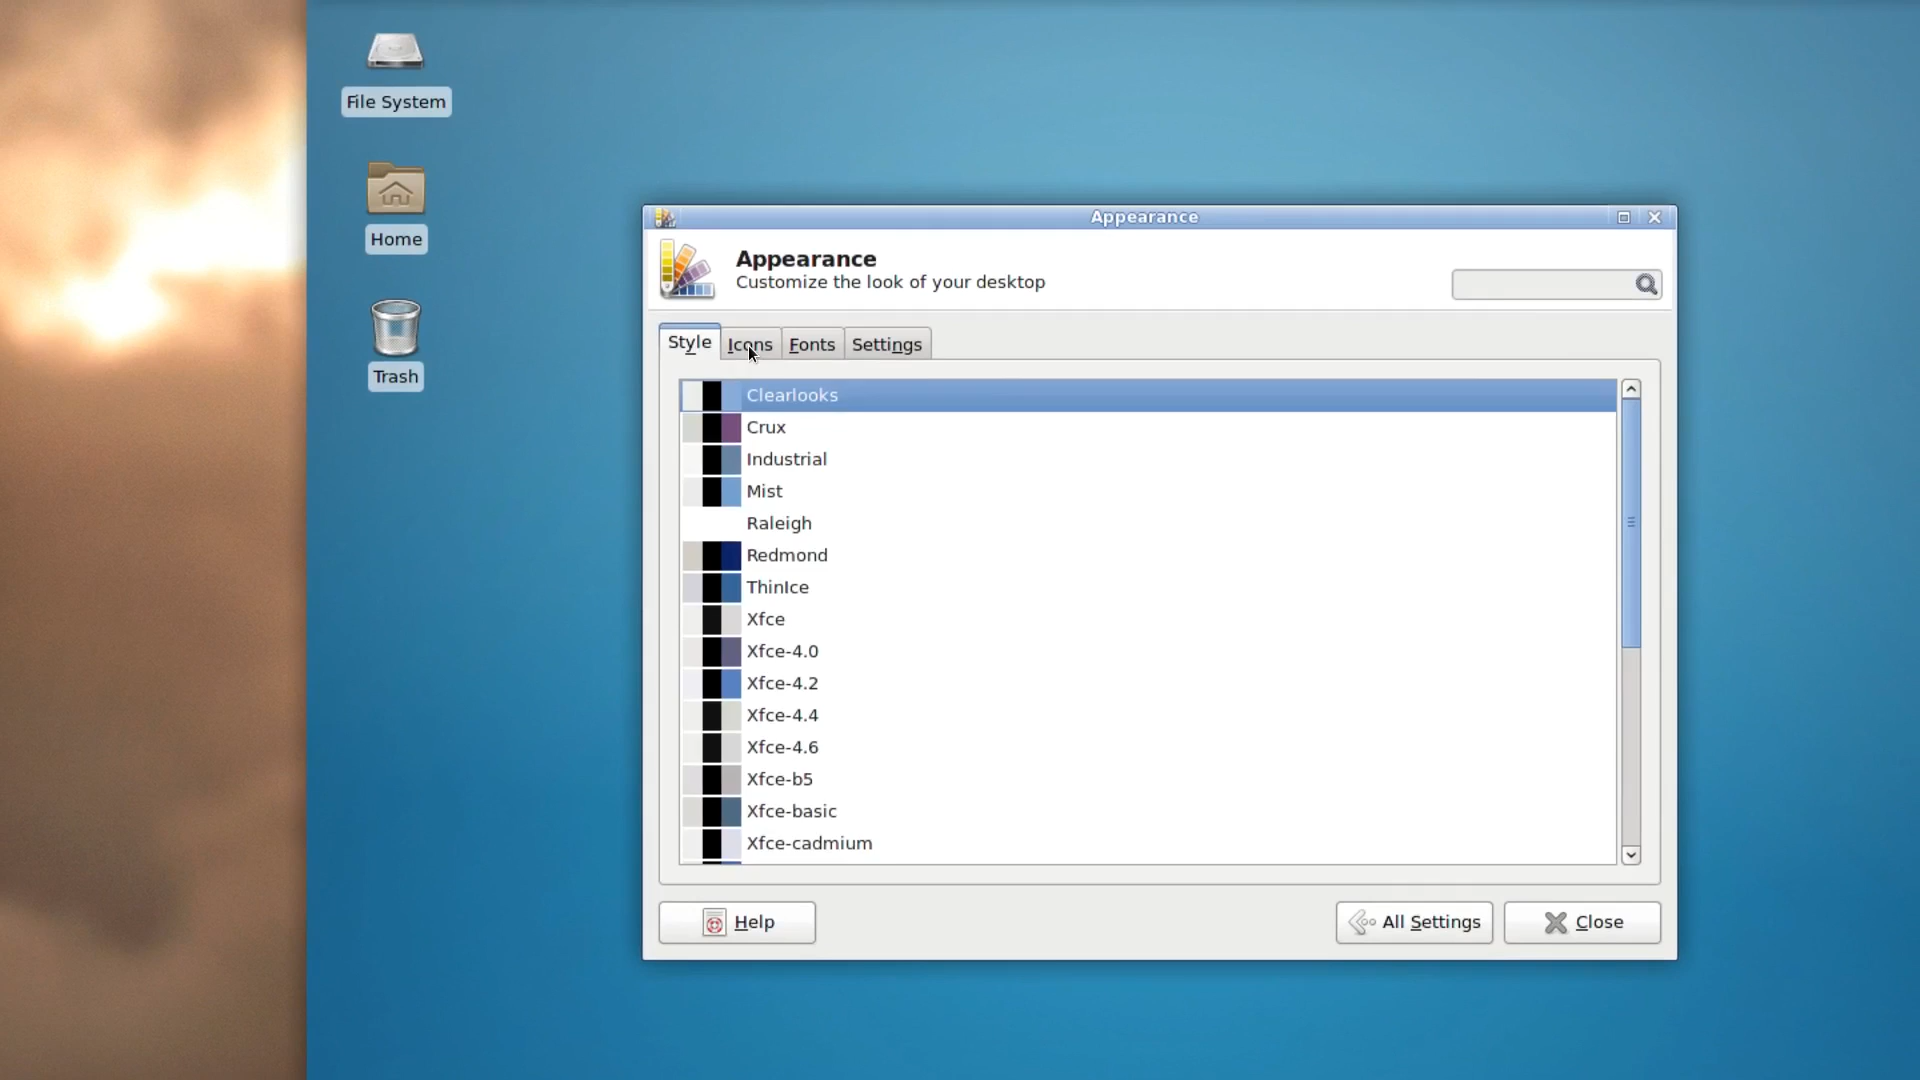 File System
Home
Trash
Appearance
Appearance
Customize the look of your desktop
Style
Icons
Fonts
Settings
Clearlooks
Crux
Industrial
Mist
Raleigh
Redmond
ThinIce
Xfce
Xfce-4.0
Xfce-4.2
Xfce-4.4
Xfce-4.6
Xfce-b5
Xfce-basic
Xfce-cadmium
Help
All Settings
Close